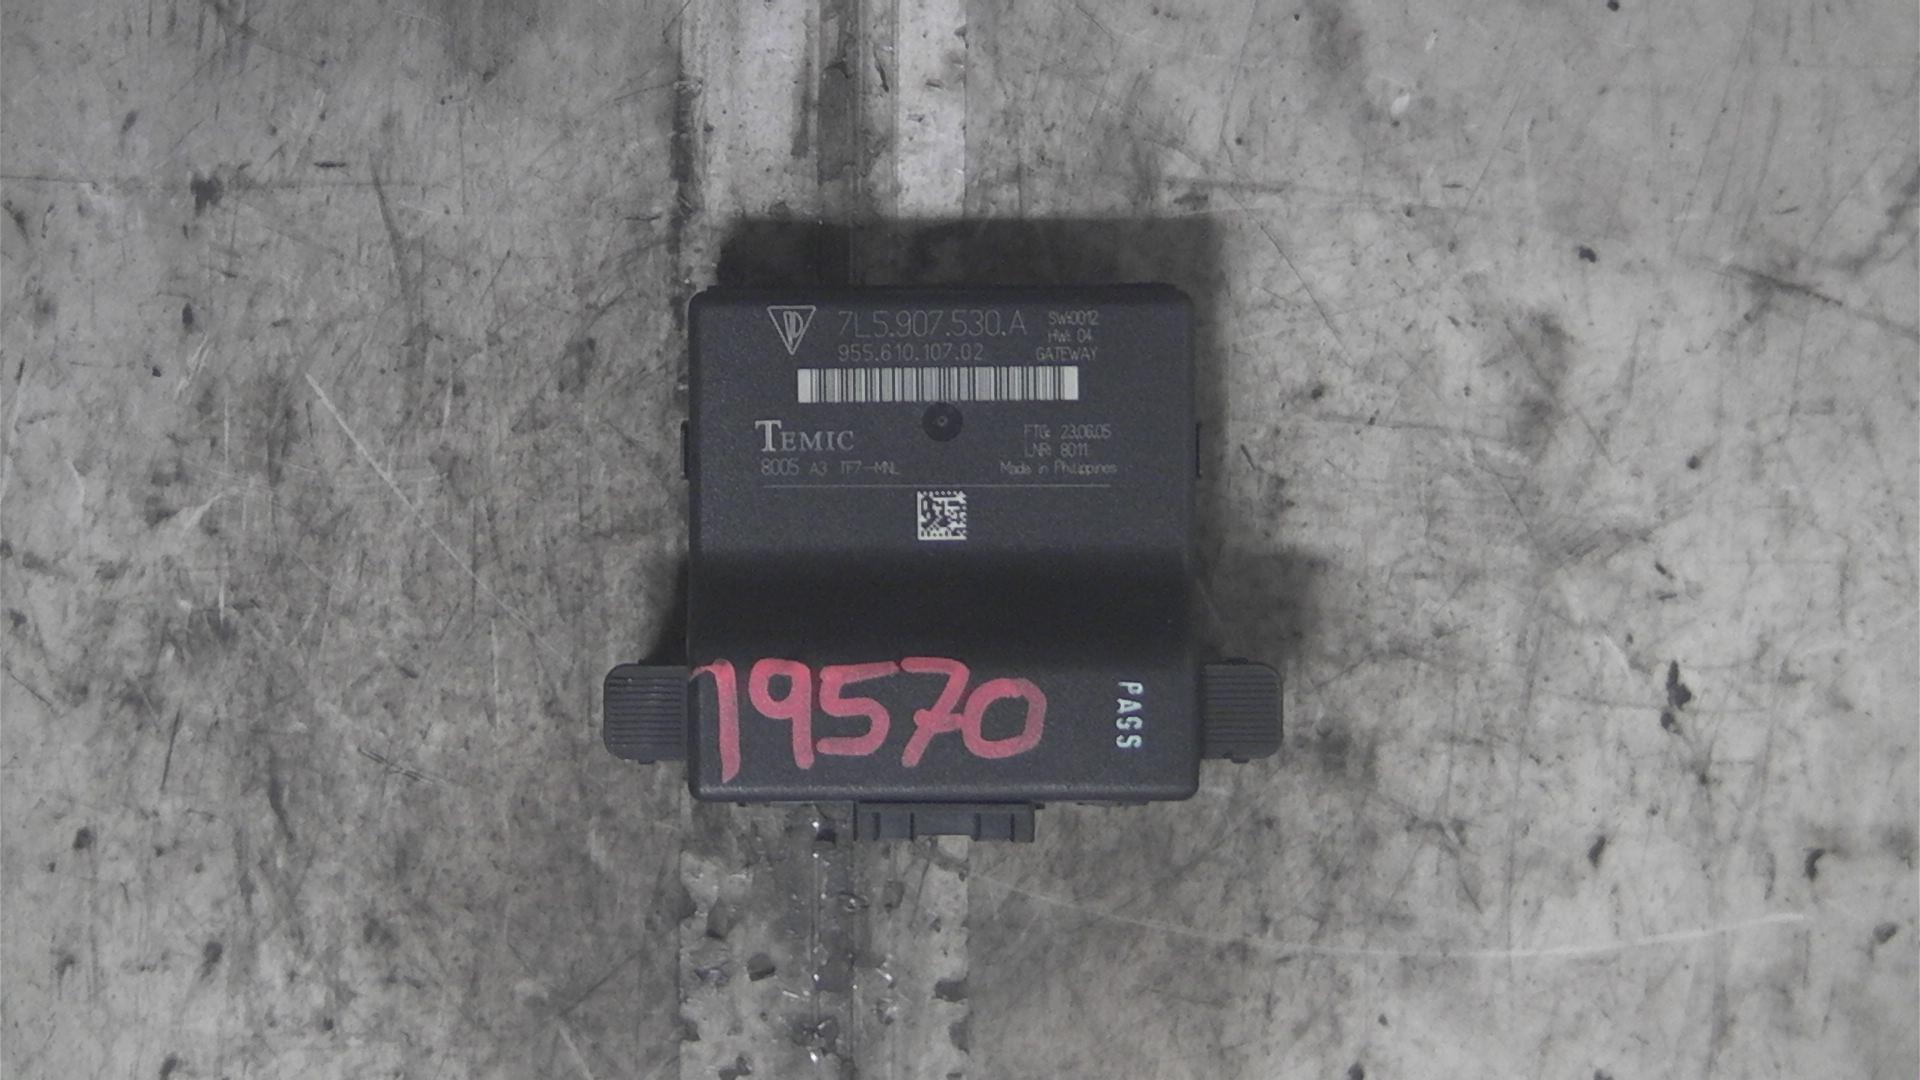 7L5.907.530.A
SW:0012
HW: 04
955.610.107.02
GATEWAY
TEMIC
FTG: 23.06.05
LNR: 8011
8005 A3 TF7-MNL
Made in Philippines
19570
PASS